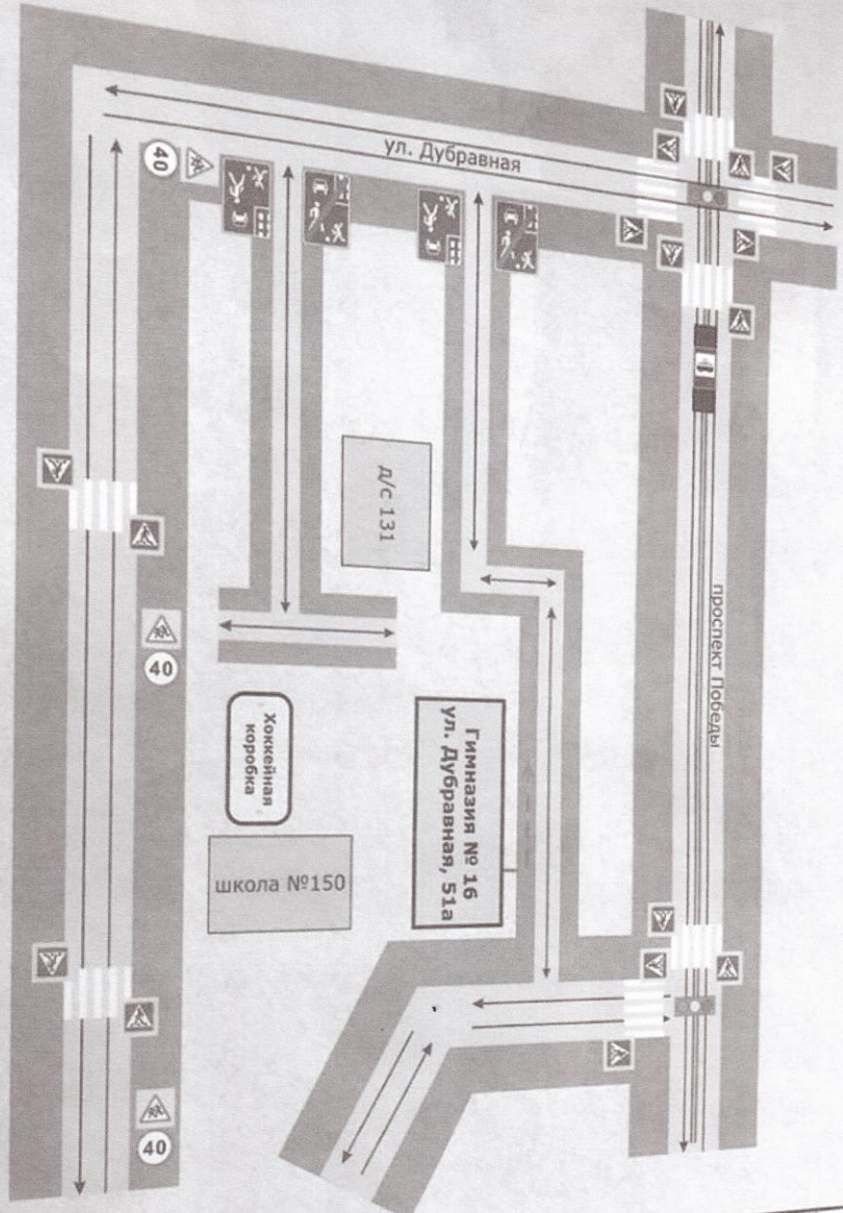 ул. Дубравная
40
д/с 131
проспект Победы
40
Хоккейная
коробка
Гимназия № 16
ул. Дубравная, 51а
школа №150
40